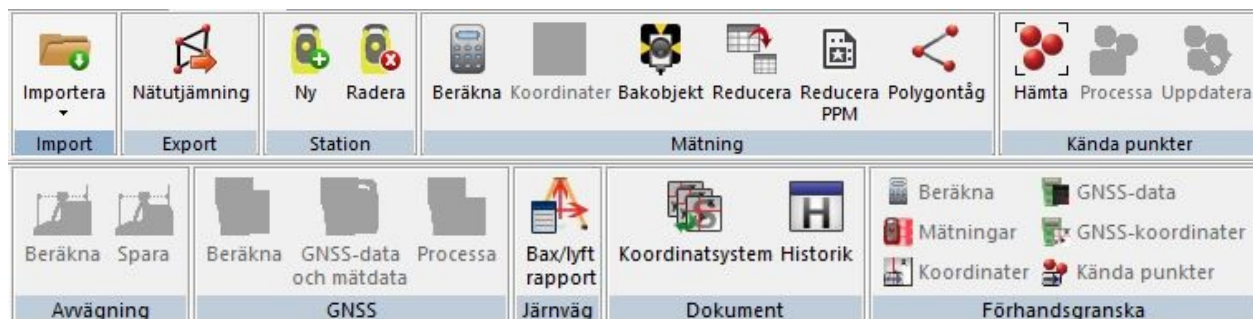 Importera
Nätutjämning
Ny Radera
Beräkna Koordinater Bakobjekt Reducera Reducera PPM Polygontåg
Hämta Processa Uppdatera
Import Export Station Mätning Kända punkter
Beräkna Spara
Beräkna GNSS-data och mätdata Processa
Bax/lyft rapport
Koordinatsystem Historik
Beräkna GNSS-data
Mätningar GNSS-koordinater
Koordinater Kända punkter
Avvägning GNSS Järnväg Dokument Förhandsgranska